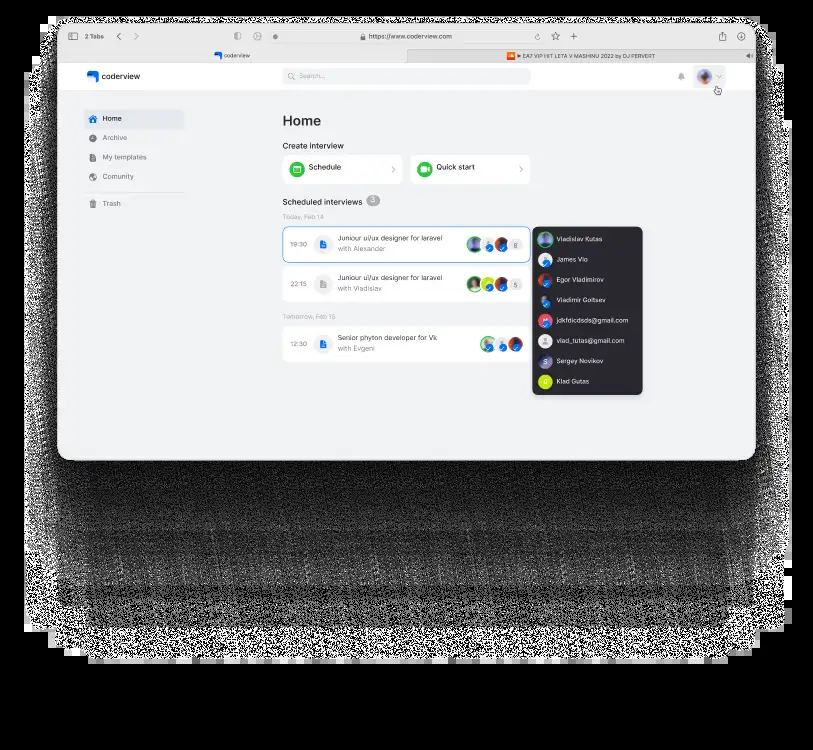 2 Tabs
https://www.coderview.com
coderview
EA7 VIP HIT LETA V MASHINU 2022 by DJ PERVERT
coderview
Search...
Home
Archive
My templates
Comunity
Trash
Home
Create interview
Schedule
Quick start
Scheduled interviews 3
Today, Feb 14
19:30
Juniour ui/ux designer for laravel
with Alexander
8
22:15
Juniour ui/ux designer for laravel
with Vladislav
5
Tomorrow, Feb 15
12:30
Senior phyton developer for Vk
with Evgeni
Vladislav Kutas
James Vio
Egor Vladimirov
Vladimir Goitsev
jdkfdicdsds@gmail.com
vlad_tutas@gmail.com
S Sergey Novikov
Klad Gutas